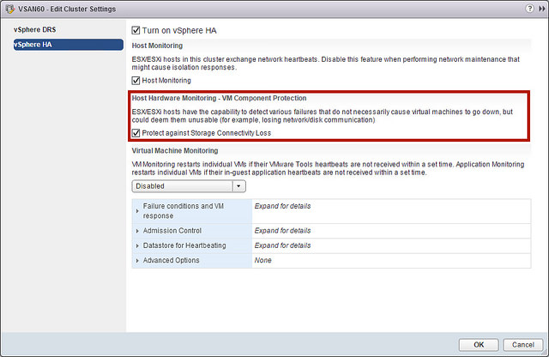 VSAN60 - Edit Cluster Settings
vSphere DRS
vSphere HA
Turn on vSphere HA
Host Monitoring
ESX/ESXi hosts in this cluster exchange network heartbeats. Disable this feature when performing network maintenance that
might cause isolation responses.
Host Monitoring
Host Hardware Monitoring - VM Component Protection
ESX/ESXi hosts have the capability to detect various failures that do not necessarily cause virtual machines to go down, but
could deem them unusable (for example, losing network/disk communication)
Protect against Storage Connectivity Loss
Virtual Machine Monitoring
VM Monitoring restarts individual VMs if their VMware Tools heartbeats are not received within a set time. Application Monitoring
restarts individual VMs if their in-guest application heartbeats are not received within a set time.
Disabled
Failure conditions and VM
response
Expand for details
Admission Control
Expand for details
Datastore for Heartbeating
Expand for details
Advanced Options
None
OK
Cancel